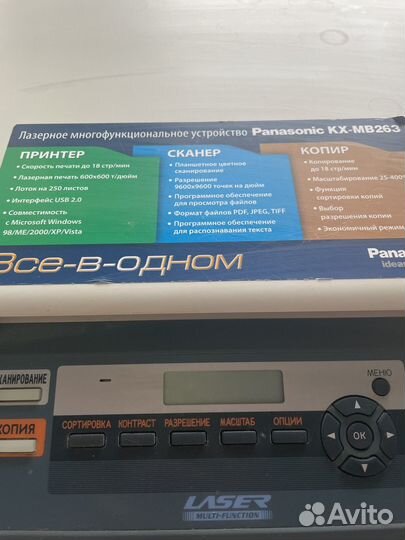 Лазерное многофункциональное устройство Panasonic KX-MB263
ПРИНТЕР
• Скорость печати до 18 стр/мин
• Лазерная печать 600x600 т/дюйм
• Лоток на 250 листов
• Интерфейс USB 2.0
• Совместимость
с Microsoft Windows
98/ME/2000/XP/Vista
СКАНЕР
• Планшетное цветное
сканирование
• Разрешение
9600x9600 точек на дюйм
• Программное обеспечение
для просмотра файлов
• Формат файлов PDF, JPEG, TIFF
• Программное обеспечение
для распознавания текста
КОПИР
• Копирование
до 18 стр/мин
• Масштабирование 25-400%
• Функция
сортировки копий
• Выбор
разрешения копии
• Экономичный режим
Все-в-одном
Pana
ideas
КАНИРОВАНИЕ
КОПИЯ
МЕНЮ
СОРТИРОВКА
КОНТРАСТ
РАЗРЕШЕНИЕ
МАСШТАБ
ОПЦИИ
OK
LASER
MULTI-FUNCTION
Avito